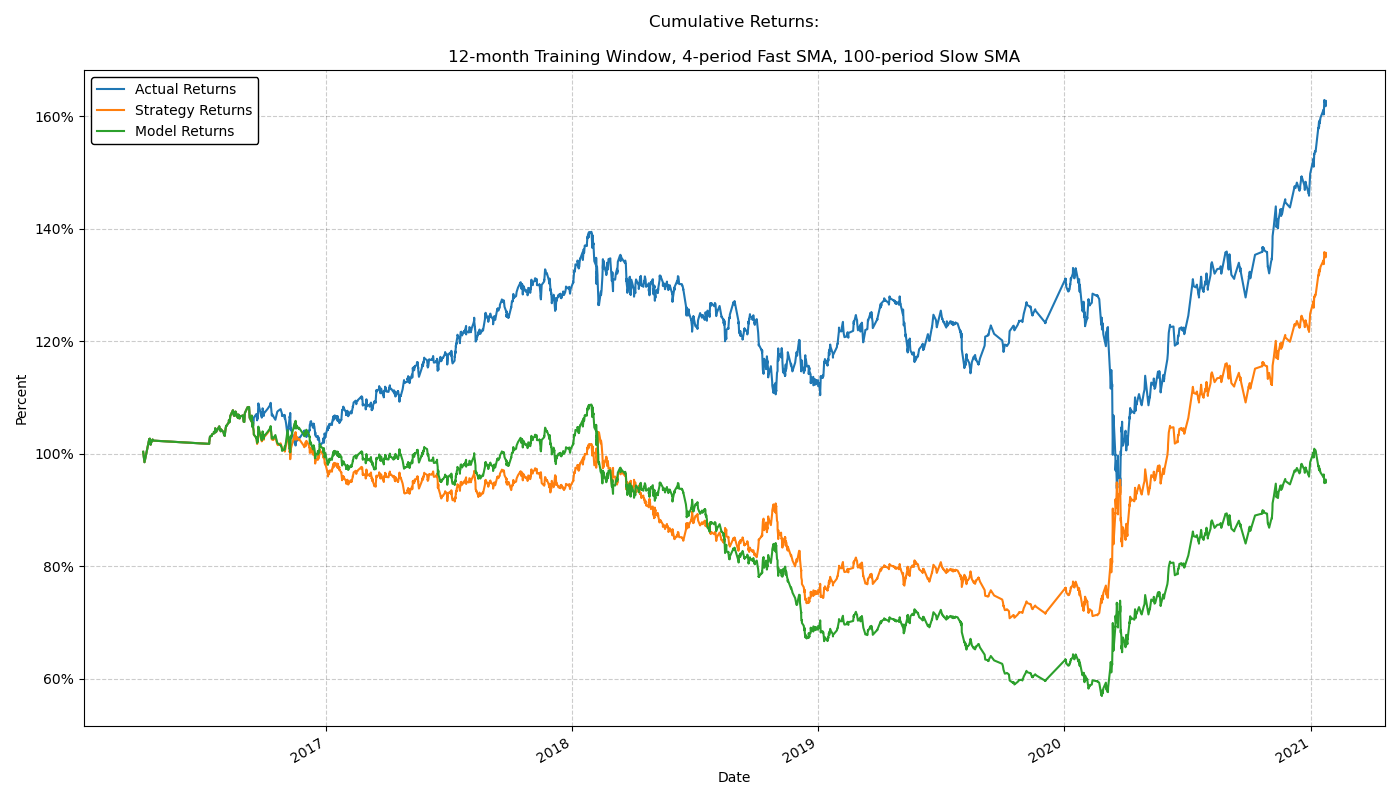 Cumulative Returns:
12-month Training Window, 4-period Fast SMA, 100-period Slow SMA
Actual Returns
Strategy Returns
Model Returns
160%
140%
120%
100%
80%
60%
Percent
2017
2018
2019
2020
2021
Date